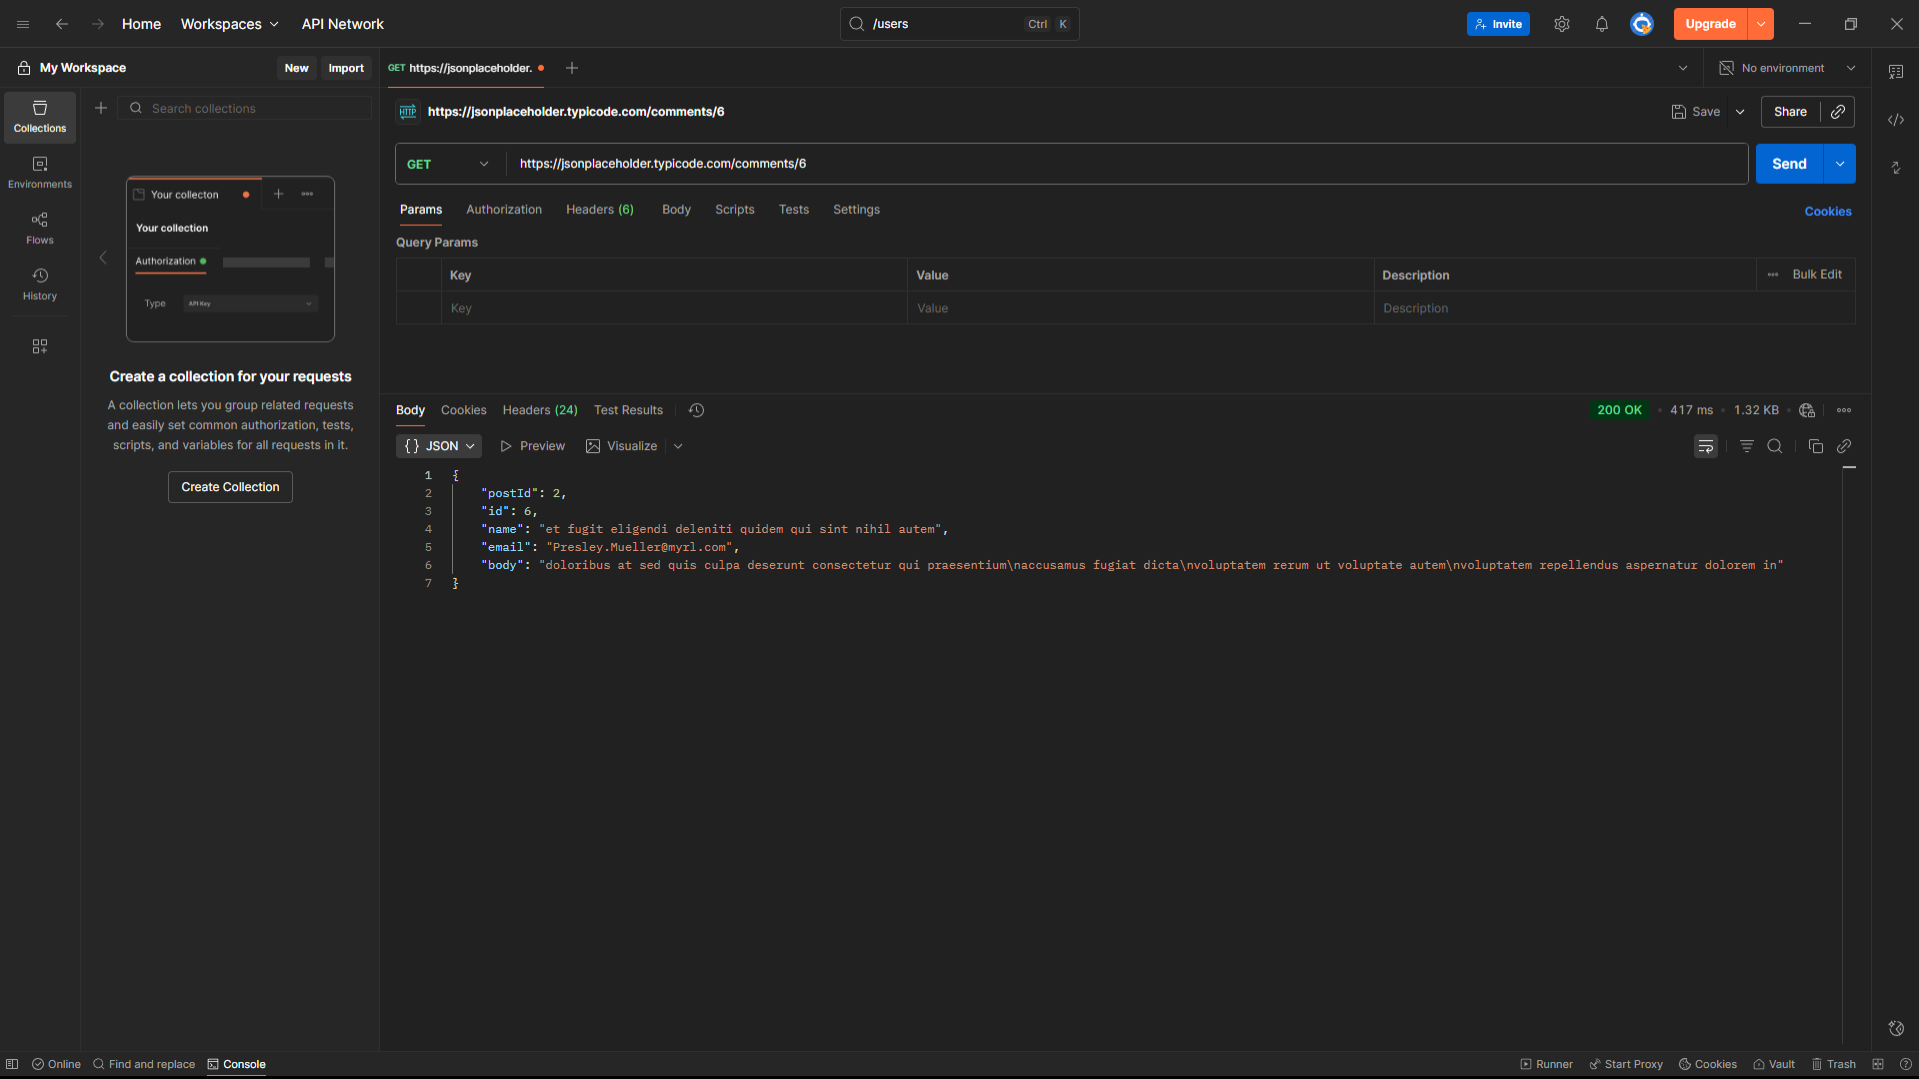 Home
Workspaces
API Network
/users
Ctrl K
Invite
Upgrade
My Workspace
New
Import
GET https://jsonplaceholder.
No environment
Collections
Environments
Flows
History
Search collections
Your collecton
Your collection
Authorization
Type
API Key
Create a collection for your requests
A collection lets you group related requests
and easily set common authorization, tests,
scripts, and variables for all requests in it.
Create Collection
HTTP
https://jsonplaceholder.typicode.com/comments/6
Save
Share
GET
https://jsonplaceholder.typicode.com/comments/6
Send
Params
Authorization
Headers (6)
Body
Scripts
Tests
Settings
Cookies
Query Params
Key
Value
Description
Bulk Edit
Key
Value
Description
Body
Cookies
Headers (24)
Test Results
200 OK
417 ms
1.32 KB
{} JSON
Preview
Visualize
1 {
2 "postId": 2,
3 "id": 6,
4 "name": "et fugit eligendi deleniti quidem qui sint nihil autem",
5 "email": "Presley.Mueller@myrl.com",
6 "body": "doloribus at sed quis culpa deserunt consectetur qui praesentium\naccusamus fugiat dicta\nvoluptatem rerum ut voluptate autem\nvoluptatem repellendus aspernatur dolorem in"
7 }
Online
Find and replace
Console
Runner
Start Proxy
Cookies
Vault
Trash